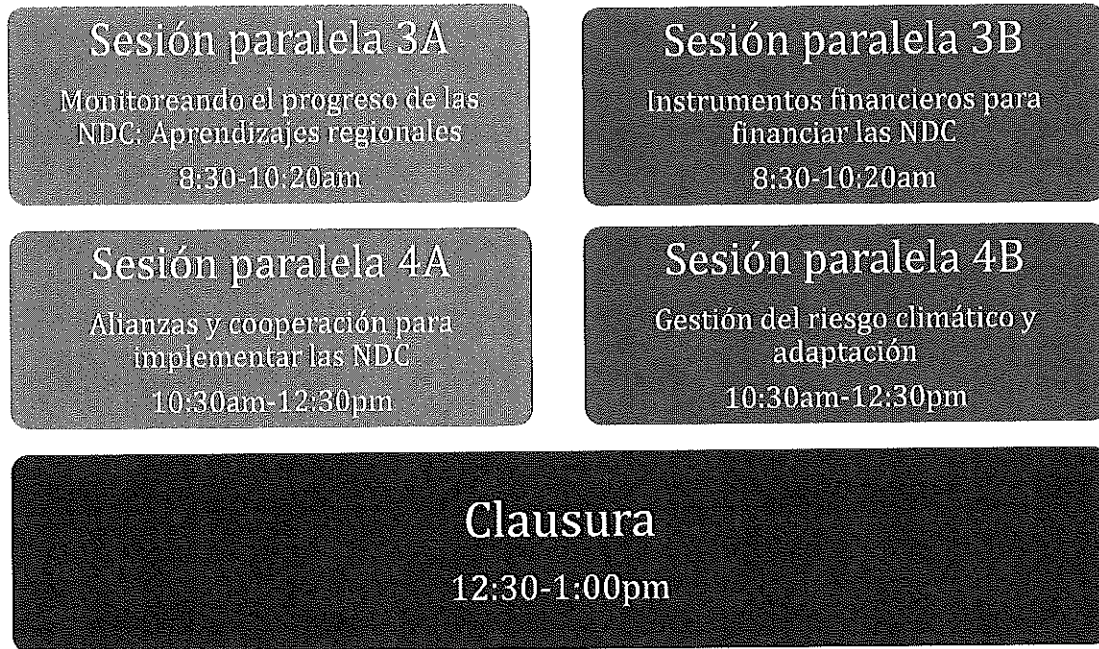 Sesión paralela 3A
Monitoreando el progreso de las
NDC: Aprendizajes regionales
8:30-10:20am
Sesión paralela 3B
Instrumentos financieros para
financiar las NDC
8:30-10:20am
Sesión paralela 4A
Alianzas y cooperación para
implementar las NDC
10:30am-12:30pm
Sesión paralela 4B
Gestión del riesgo climático y
adaptación
10:30am-12:30pm
Clausura
12:30-1:00pm